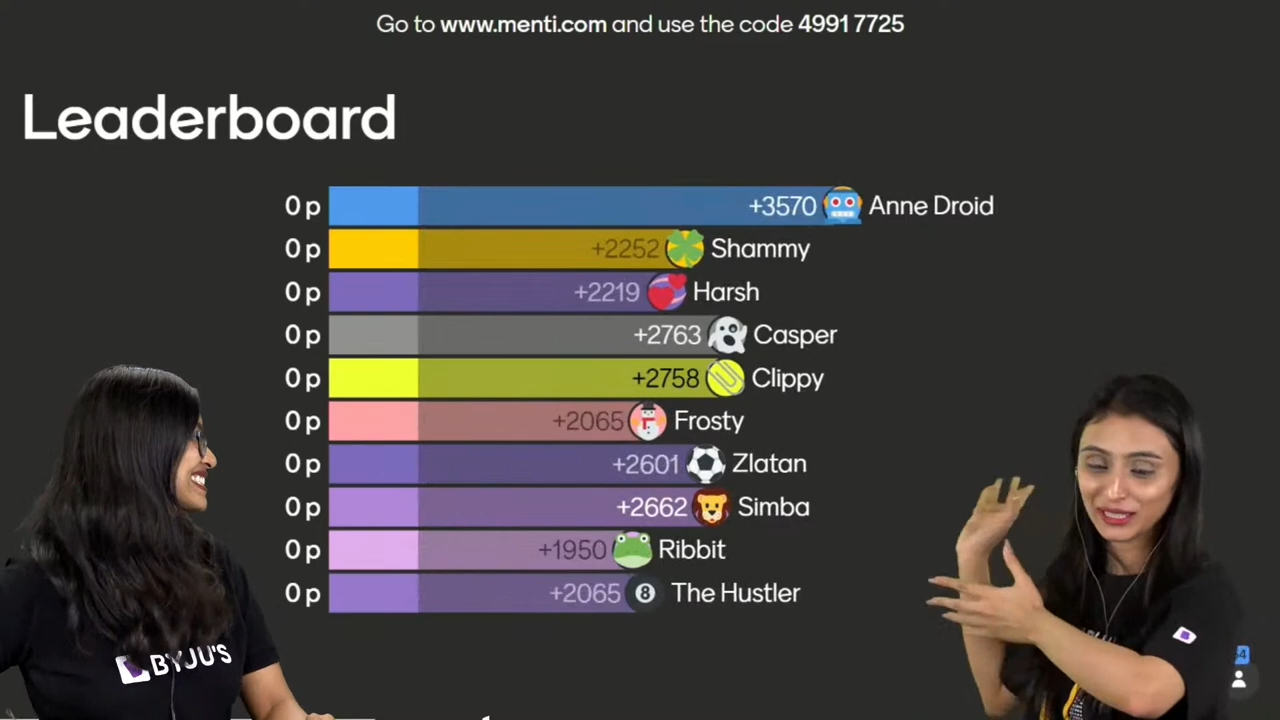 Go to www.menti.com and use the code 4991 7725
Leaderboard
0 p +3570 Anne Droid
0 p +2252 Shammy
0 p +2219 Harsh
0 p +2763 Casper
0 p +2758 Clippy
0 p +2065 Frosty
0 p +2601 Zlatan
0 p +2662 Simba
0 p +1950 Ribbit
0 p +2065 8 The Hustler
BYJU'S